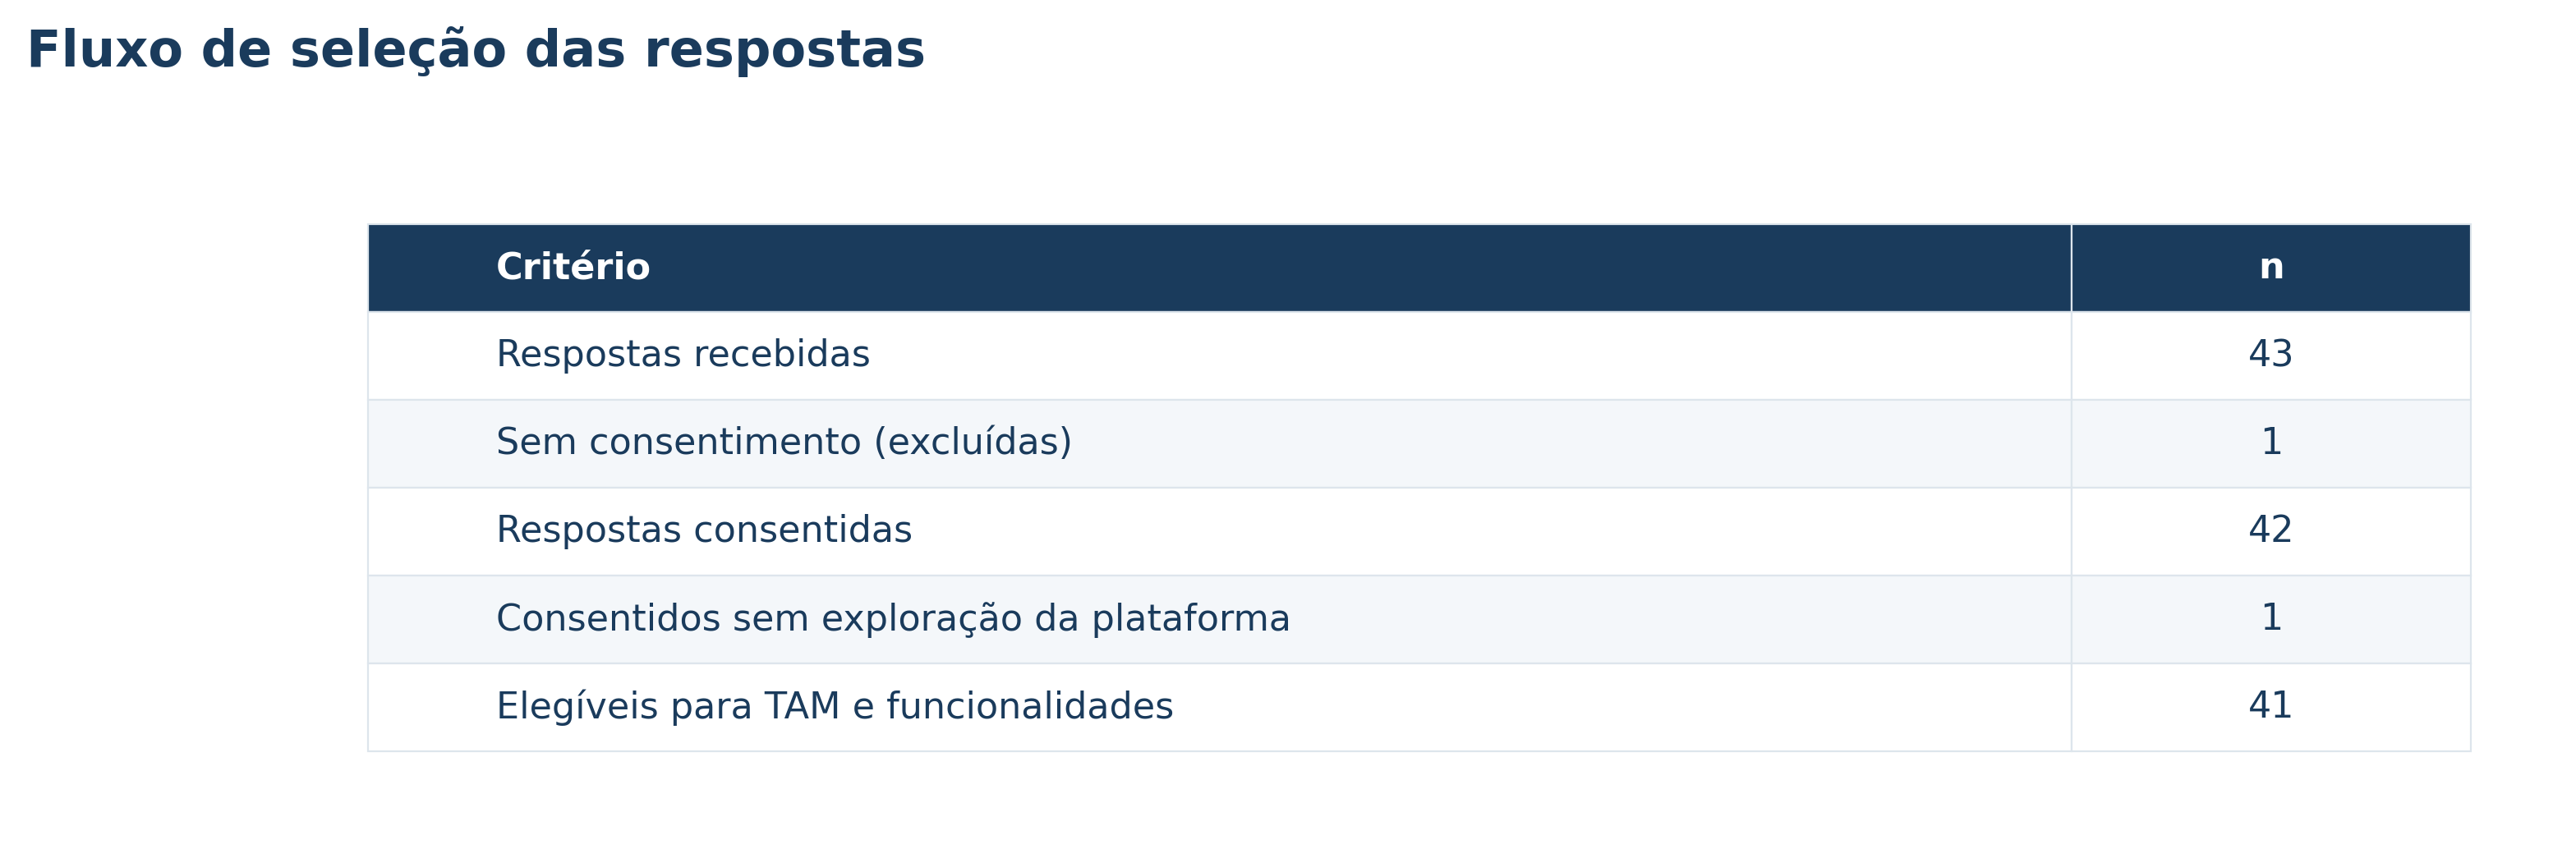 Fluxo de seleção das respostas
Critério n
Respostas recebidas 43
Sem consentimento (excluídas) 1
Respostas consentidas 42
Consentidos sem exploração da plataforma 1
Elegíveis para TAM e funcionalidades 41